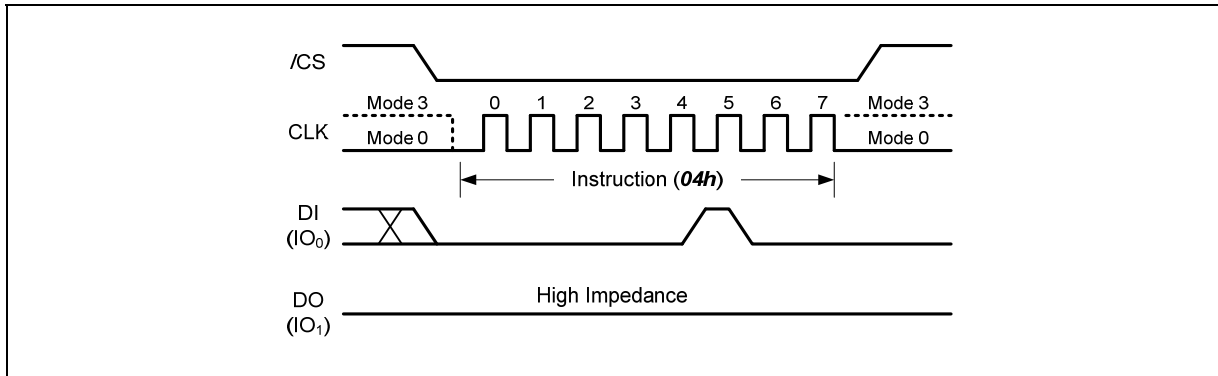 /CS
Mode 3 0 1 2 3 4 5 6 7 Mode 3
CLK
Mode 0 Mode 0
Instruction (04h)
DI
(IO₀)
High Impedance
DO
(IO₁)